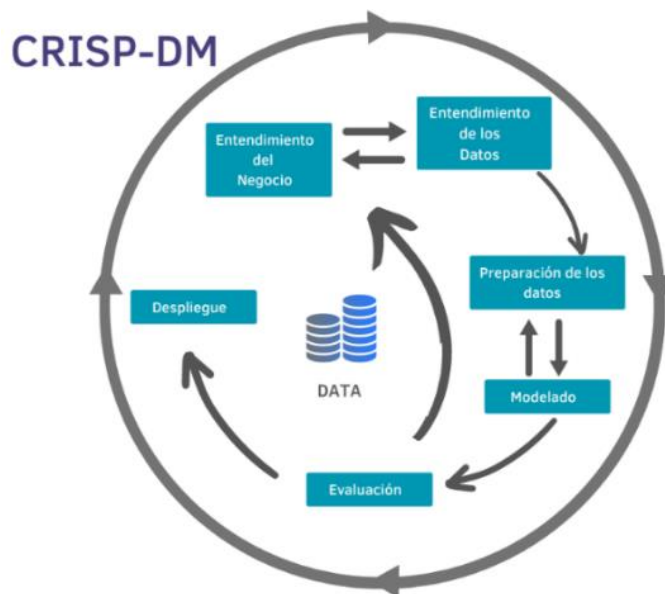 CRISP-DM
Entendimiento
del
Negocio
Entendimiento
de los
Datos
Preparación de los
datos
Despliegue
DATA
Modelado
Evaluación